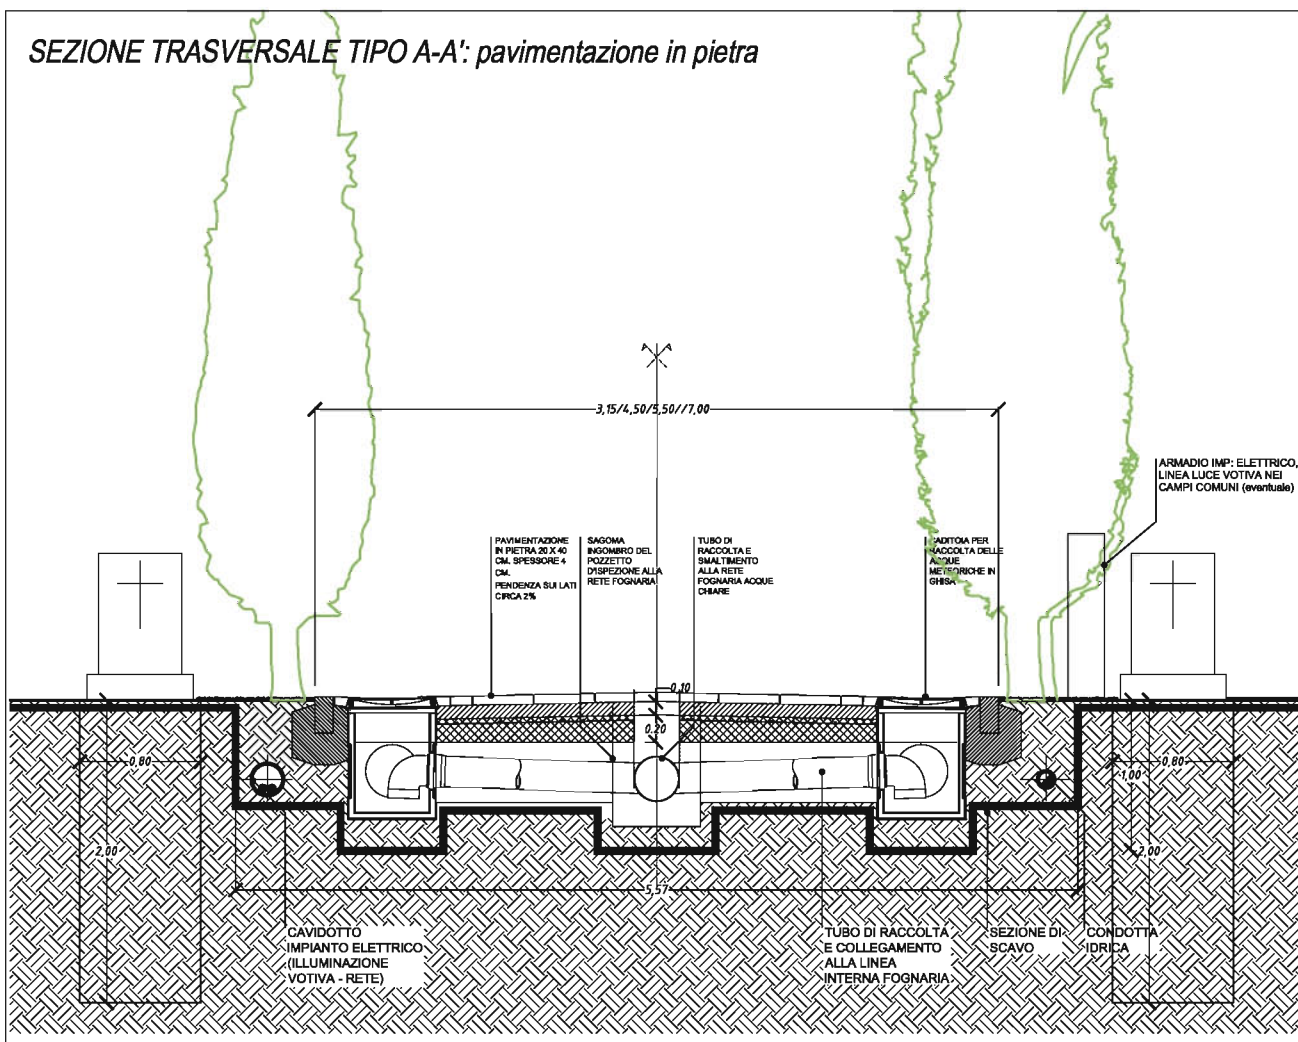 SEZIONE TRASVERSALE TIPO A-A': pavimentazione in pietra
3,15/4,50/5,50//7,00
ARMADIO IMP: ELETTRICO,
LINEA LUCE VOTIVA NEI
CAMPI COMUNI (eventuale)
PAVIMENTAZIONE
IN PIETRA 20 X 40
CM. SPESSORE 4
CM.
PENDENZA SUI LATI
CIRCA 2%
SAGOMA
INGOMBRO DEL
POZZETTO
D'ISPEZIONE ALLA
RETE FOGNARIA
TUBO DI
RACCOLTA E
SMALTIMENTO
ALLA RETE
FOGNARIA ACQUE
CHIARE
CADITOIA PER
RACCOLTA DELLE
ACQUE
METEORICHE IN
GHISA
0,10
0,20
0,80
2,00
1,00
0,80
2,00
5,57
CAVIDOTTO
IMPIANTO ELETTRICO
(ILLUMINAZIONE
VOTIVA - RETE)
TUBO DI RACCOLTA
E COLLEGAMENTO
ALLA LINEA
INTERNA FOGNARIA
SEZIONE DI
SCAVO
CONDOTTA
IDRICA